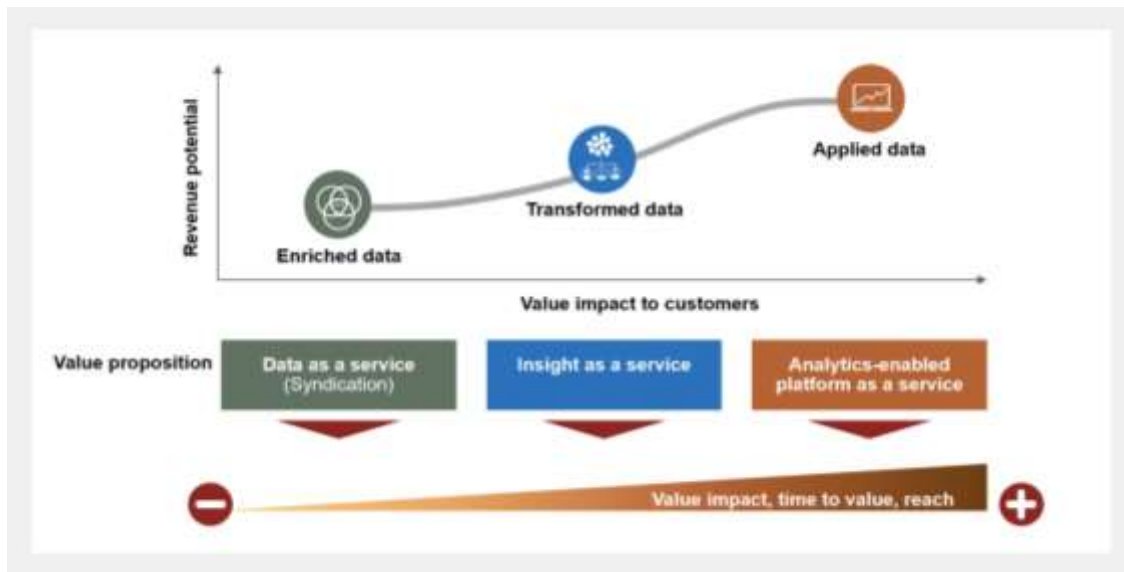 Revenue potential
Applied data
Transformed data
Enriched data
Value impact to customers
Value proposition
Data as a service
(Syndication)
Insight as a service
Analytics-enabled
platform as a service
Value impact, time to value, reach